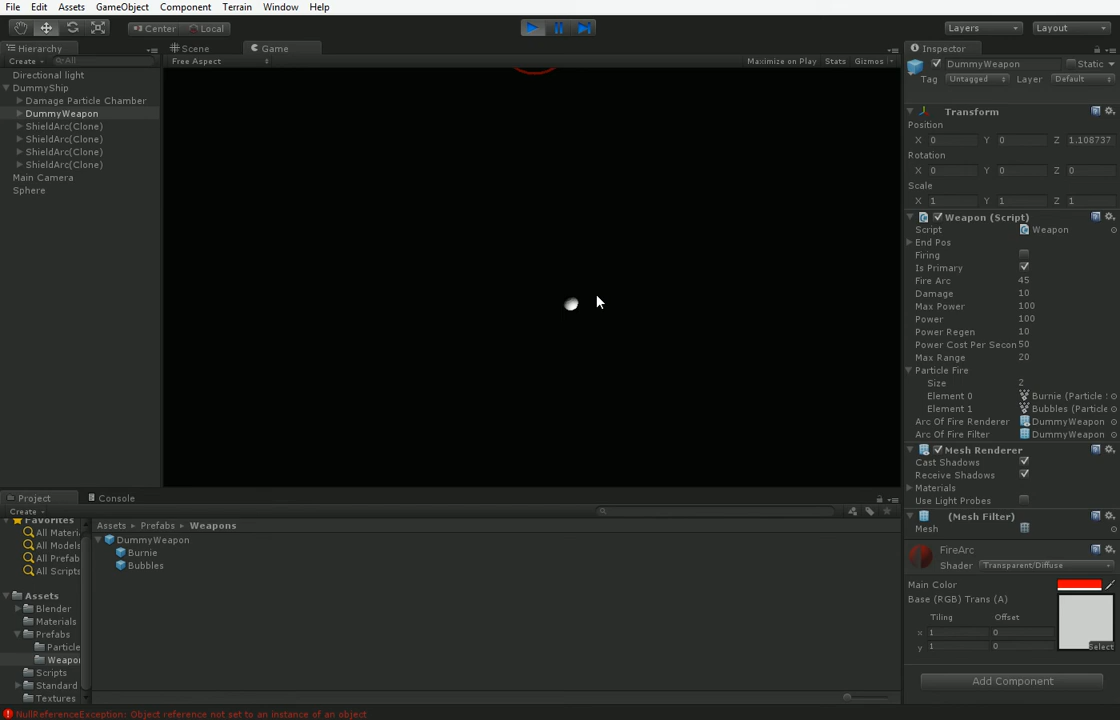 File Edit Assets GameObject Component Terrain Window Help
Center Local Layers Layout
Hierarchy Scene Game Inspector
Create All Free Aspect Maximize on Play Stats Gizmos DummyWeapon Static
Directional light Tag Untagged Layer Default
DummyShip
Damage Particle Chamber Transform
DummyWeapon Position
ShieldArc(Clone) X 0 Y 0 Z 1.108737
ShieldArc(Clone) Rotation
ShieldArc(Clone) X 0 Y 0 Z 0
ShieldArc(Clone) Scale
Main Camera X 1 Y 1 Z 1
Sphere
Weapon (Script)
Script Weapon
End Pos
Firing
Is Primary
Fire Arc 45
Damage 10
Max Power 100
Power 100
Power Regen 10
Power Cost Per Secon 50
Max Range 20
Particle Fire
Size 2
Element 0 Burnie (Particle
Element 1 Bubbles (Particle
Arc Of Fire Renderer DummyWeapon
Arc Of Fire Filter DummyWeapon
Mesh Renderer
Cast Shadows
Receive Shadows
Materials
Use Light Probes
(Mesh Filter)
Mesh
FireArc
Shader Transparent/Diffuse
Main Color
Base (RGB) Trans (A)
Tiling Offset
x 1 0
y 1 0
Select
Add Component
Project Console
Create
Favorites
All Materi
All Models
All Prefab
All Scripts
Assets
Blender
Materials
Prefabs
Particle
Weapon
Scripts
Standard
Textures
Assets Prefabs Weapons
DummyWeapon
Burnie
Bubbles
NullReferenceException: Object reference not set to an instance of an object